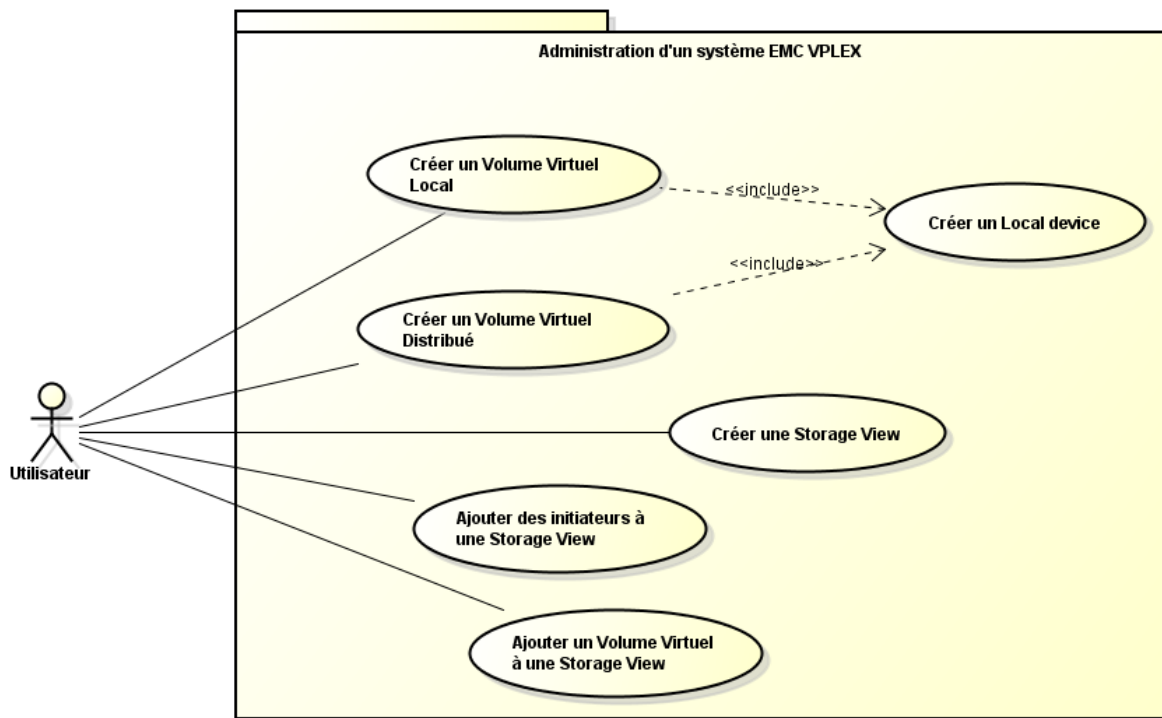 Administration d'un système EMC VPLEX
Créer un Volume Virtuel
Local
<<include>>
Créer un Local device
<<include>>
Créer un Volume Virtuel
Distribué
Créer une Storage View
Utilisateur
Ajouter des initiateurs à
une Storage View
Ajouter un Volume Virtuel
à une Storage View